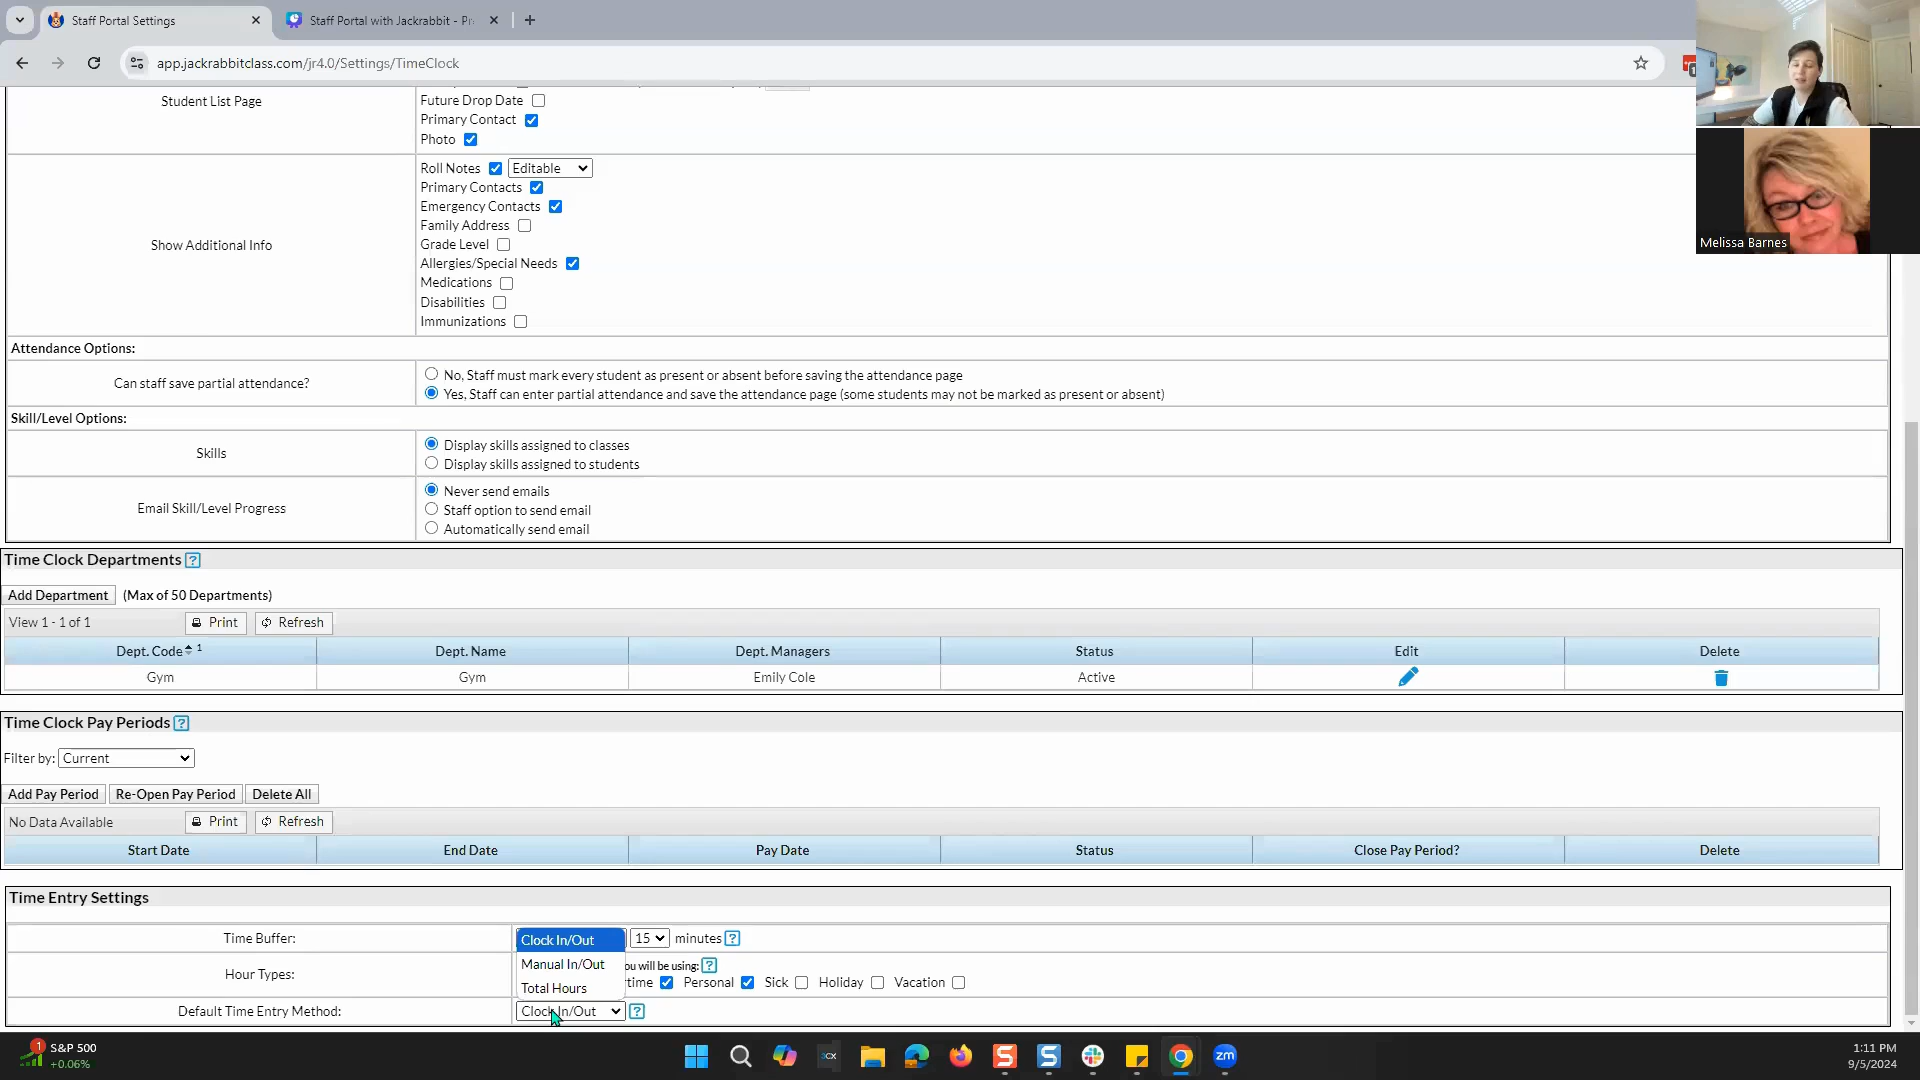 Staff Portal Settings
Staff Portal with Jackrabbit - Pr
app.jackrabbitclass.com/jr4.0/Settings/TimeClock
Student List Page
Future Drop Date
Primary Contact
Photo
Show Additional Info
Roll Notes Editable
Primary Contacts
Emergency Contacts
Family Address
Grade Level
Allergies/Special Needs
Medications
Disabilities
Immunizations
Melissa Barnes
Attendance Options:
Can staff save partial attendance?
No, Staff must mark every student as present or absent before saving the attendance page
Yes, Staff can enter partial attendance and save the attendance page (some students may not be marked as present or absent)
Skill/Level Options:
Skills
Display skills assigned to classes
Display skills assigned to students
Email Skill/Level Progress
Never send emails
Staff option to send email
Automatically send email
Time Clock Departments ?
Add Department (Max of 50 Departments)
View 1 - 1 of 1 Print Refresh
Dept. Code 1 Dept. Name Dept. Managers Status Edit Delete
Gym Gym Emily Cole Active
Time Clock Pay Periods ?
Filter by: Current
Add Pay Period Re-Open Pay Period Delete All
No Data Available Print Refresh
Start Date End Date Pay Date Status Close Pay Period? Delete
Time Entry Settings
Time Buffer: 15 minutes ?
Clock In/Out
Manual In/Out
Total Hours
Hour Types: ou will be using: ?
time Personal Sick Holiday Vacation
Default Time Entry Method: Clock In/Out ?
1
S&P 500
+0.06%
3CX
S
S
zm
1:11 PM
9/5/2024